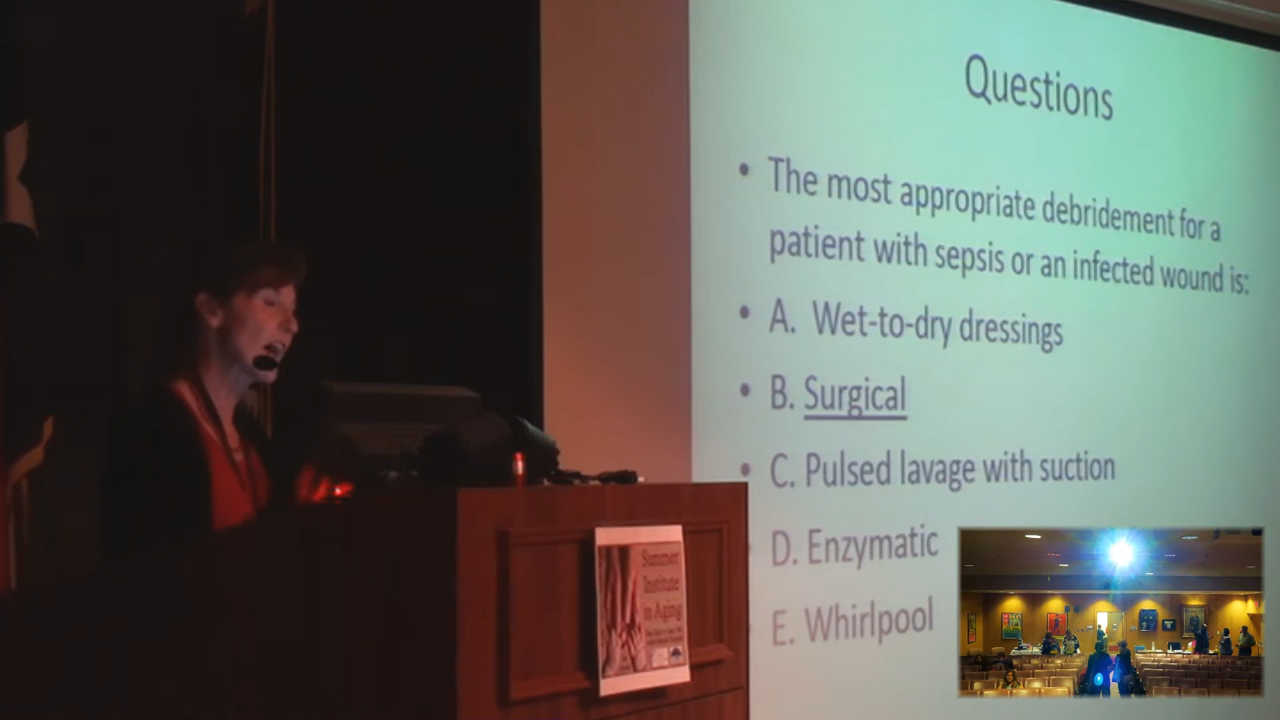 Questions
• The most appropriate debridement for a
patient with sepsis or an infected wound is:
• A. Wet-to-dry dressings
• B. Surgical
• C. Pulsed lavage with suction
D. Enzymatic
E. Whirlpool
Summer
Institute
in Aging